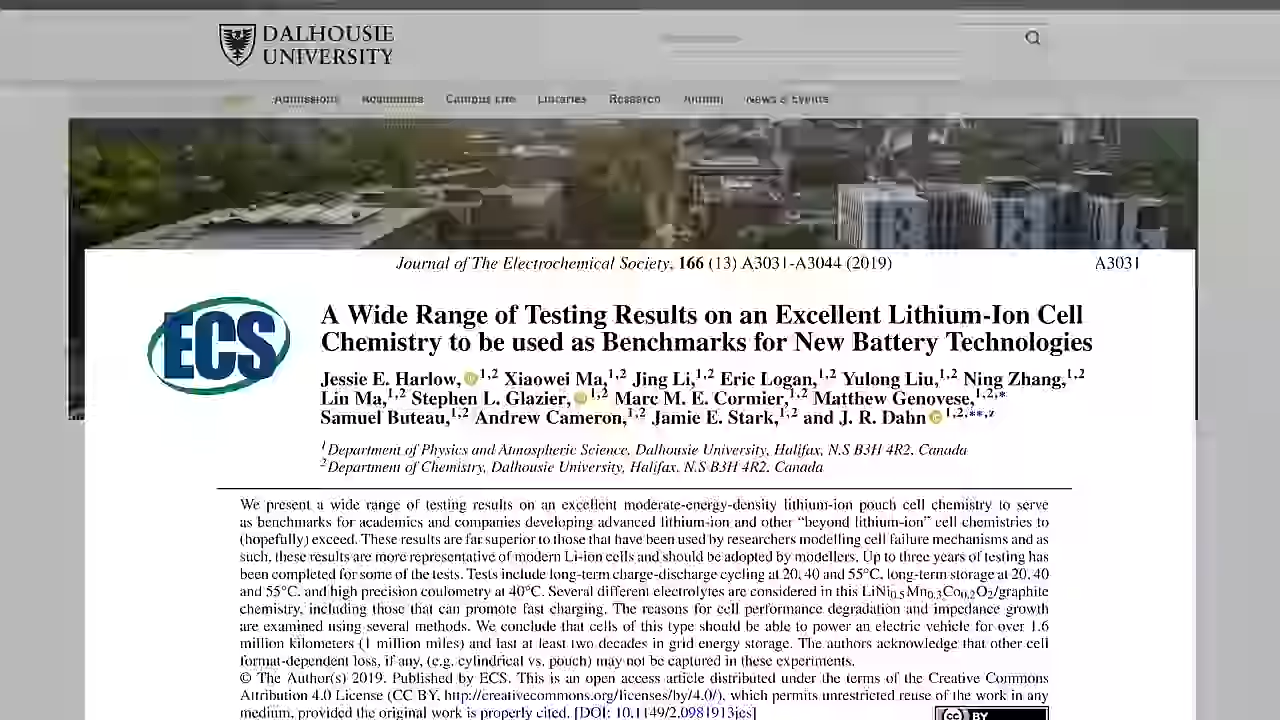 DALHOUSIE
UNIVERSITY
Admissions Academics Campus Life Libraries Research Alumni News & Events
Journal of The Electrochemical Society, 166 (13) A3031-A3044 (2019) A3031
ECS
A Wide Range of Testing Results on an Excellent Lithium-Ion Cell
Chemistry to be used as Benchmarks for New Battery Technologies
Jessie E. Harlow, iD 1,2 Xiaowei Ma,1,2 Jing Li,1,2 Eric Logan,1,2 Yulong Liu,1,2 Ning Zhang,1,2
Lin Ma,1,2 Stephen L. Glazier, iD 1,2 Marc M. E. Cormier,1,2 Matthew Genovese,1,2,*
Samuel Buteau,1,2 Andrew Cameron,1,2 Jamie E. Stark,1,2 and J. R. Dahn iD 1,2,**,z
1Department of Physics and Atmospheric Science, Dalhousie University, Halifax, N.S B3H 4R2, Canada
2Department of Chemistry, Dalhousie University, Halifax, N.S B3H 4R2, Canada
We present a wide range of testing results on an excellent moderate-energy-density lithium-ion pouch cell chemistry to serve
as benchmarks for academics and companies developing advanced lithium-ion and other “beyond lithium-ion” cell chemistries to
(hopefully) exceed. These results are far superior to those that have been used by researchers modelling cell failure mechanisms and as
such, these results are more representative of modern Li-ion cells and should be adopted by modellers. Up to three years of testing has
been completed for some of the tests. Tests include long-term charge-discharge cycling at 20, 40 and 55°C, long-term storage at 20, 40
and 55°C, and high precision coulometry at 40°C. Several different electrolytes are considered in this LiNi0.5Mn0.3Co0.2O2/graphite
chemistry, including those that can promote fast charging. The reasons for cell performance degradation and impedance growth
are examined using several methods. We conclude that cells of this type should be able to power an electric vehicle for over 1.6
million kilometers (1 million miles) and last at least two decades in grid energy storage. The authors acknowledge that other cell
format-dependent loss, if any, (e.g. cylindrical vs. pouch) may not be captured in these experiments.
© The Author(s) 2019. Published by ECS. This is an open access article distributed under the terms of the Creative Commons
Attribution 4.0 License (CC BY, http://creativecommons.org/licenses/by/4.0/), which permits unrestricted reuse of the work in any
medium, provided the original work is properly cited. [DOI: 10.1149/2.0981913jes]
cc BY